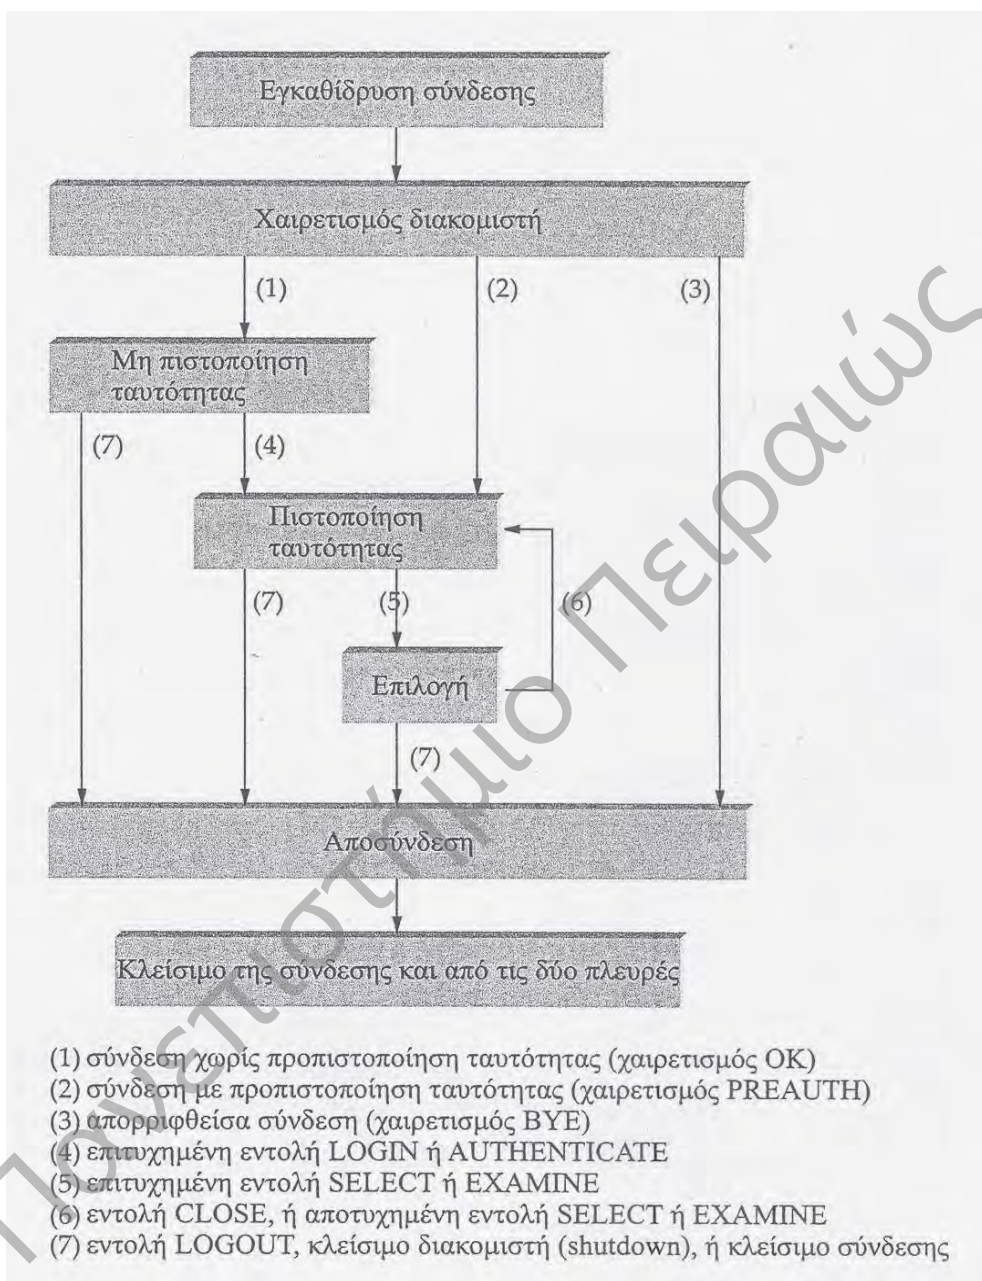 Εγκαθίδρυση σύνδεσης
Χαιρετισμός διακομιστή
(1)
(2)
(3)
Μη πιστοποίηση
ταυτότητας
(7)
(4)
Πιστοποίηση
ταυτότητας
(7)
(5)
(6)
Επιλογή
(7)
Αποσύνδεση
Κλείσιμο της σύνδεσης και από τις δύο πλευρές
(1) σύνδεση χωρίς προπιστοποίηση ταυτότητας (χαιρετισμός OK)
(2) σύνδεση με προπιστοποίηση ταυτότητας (χαιρετισμός PREAUTH)
(3) απορριφθείσα σύνδεση (χαιρετισμός BYE)
(4) επιτυχημένη εντολή LOGIN ή AUTHENTICATE
(5) επιτυχημένη εντολή SELECT ή EXAMINE
(6) εντολή CLOSE, ή αποτυχημένη εντολή SELECT ή EXAMINE
(7) εντολή LOGOUT, κλείσιμο διακομιστή (shutdown), ή κλείσιμο σύνδεσης
Πανεπιστήμιο Πειραιώς